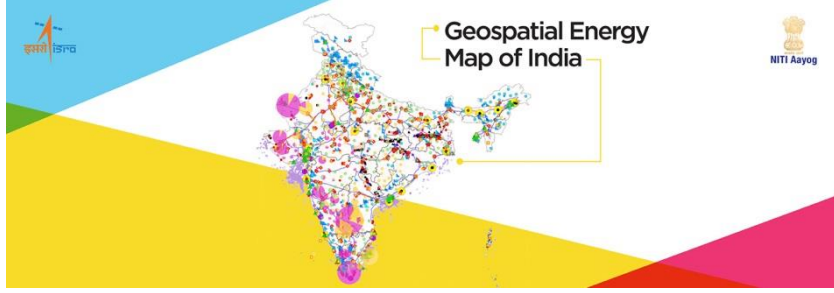 इसरो isro
Geospatial Energy
Map of India
NITI Aayog